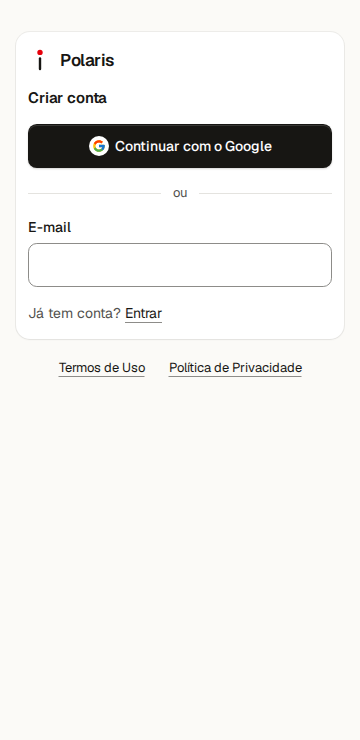 Polaris
Criar conta
Continuar com o Google
ou
E-mail
Já tem conta? Entrar
Termos de Uso Política de Privacidade